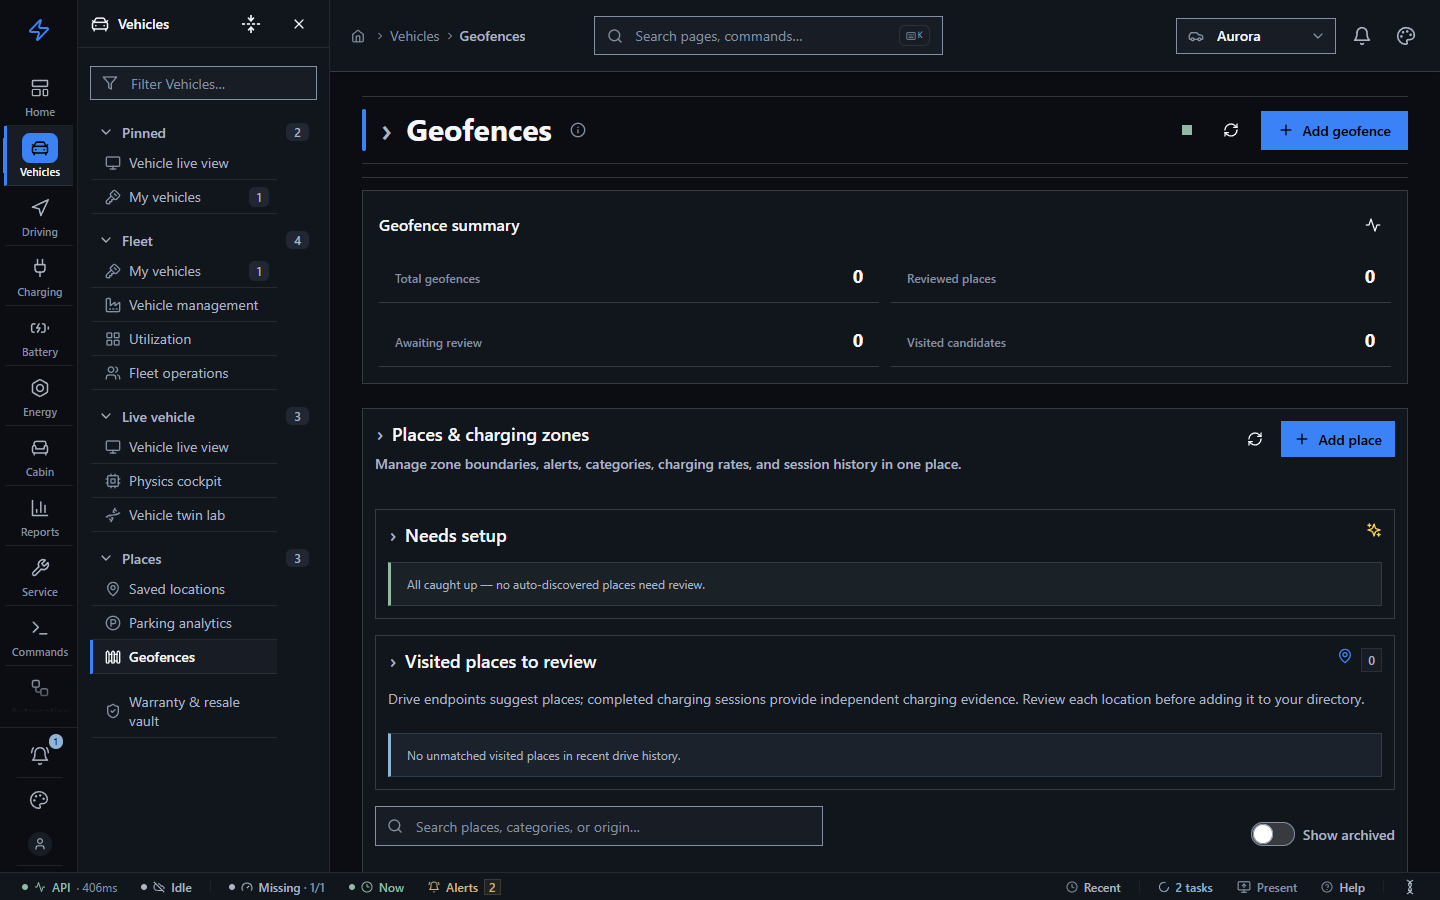 Vehicles
Vehicles
Geofences
Search pages, commands...
K
Aurora
Home
Vehicles
Driving
Charging
Battery
Energy
Cabin
Reports
Service
Commands
1
Filter Vehicles...
Pinned 2
Vehicle live view
My vehicles 1
Fleet 4
My vehicles 1
Vehicle management
Utilization
Fleet operations
Live vehicle 3
Vehicle live view
Physics cockpit
Vehicle twin lab
Places 3
Saved locations
Parking analytics
Geofences
Warranty & resale
vault
Geofences
Add geofence
Geofence summary
Total geofences 0
Reviewed places 0
Awaiting review 0
Visited candidates 0
Places & charging zones
Add place
Manage zone boundaries, alerts, categories, charging rates, and session history in one place.
Needs setup
All caught up — no auto-discovered places need review.
Visited places to review
0
Drive endpoints suggest places; completed charging sessions provide independent charging evidence. Review each location before adding it to your directory.
No unmatched visited places in recent drive history.
Search places, categories, or origin...
Show archived
API · 406ms
Idle
Missing · 1/1
Now
Alerts 2
Recent
2 tasks
Present
Help